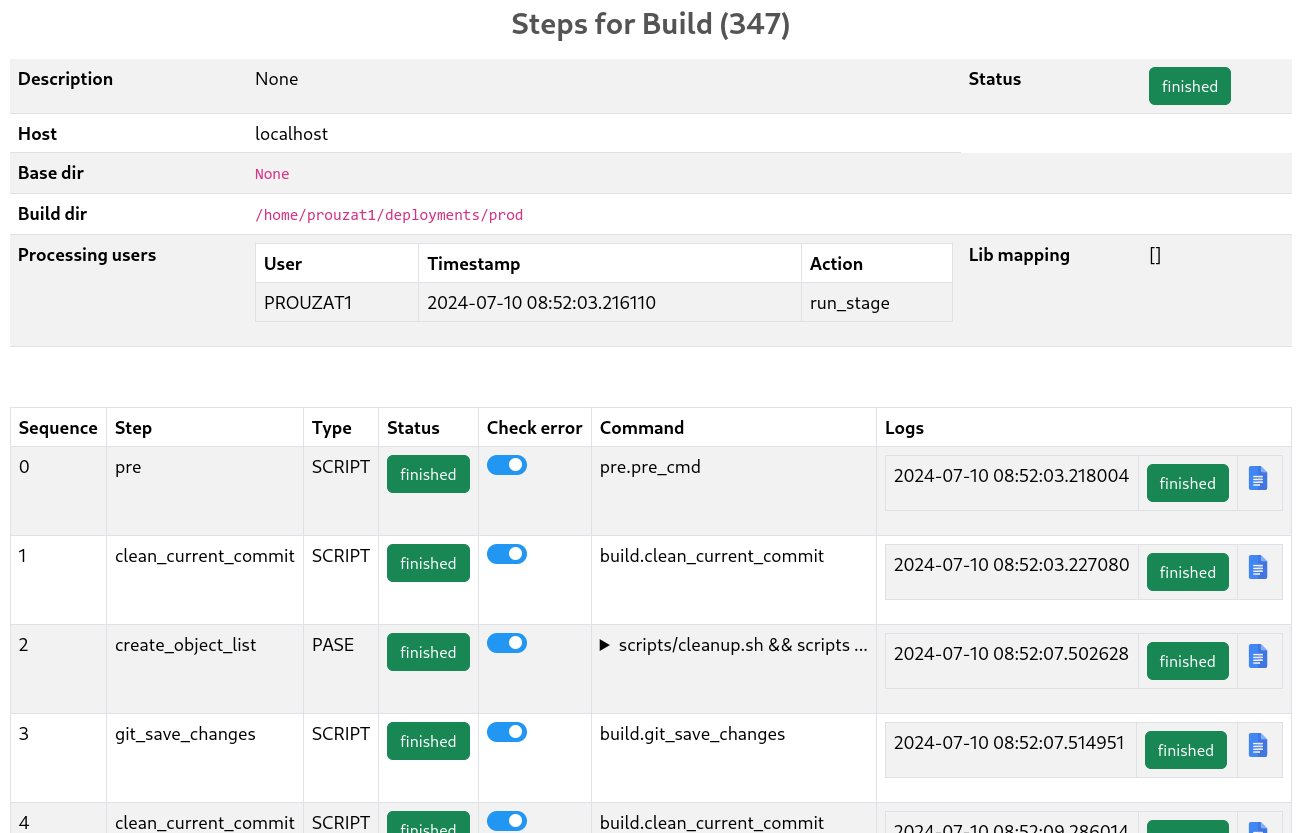 Steps for Build (347)
Description None Status finished
Host localhost
Base dir None
Build dir /home/prouzat1/deployments/prod
Processing users User Timestamp Action Lib mapping []
PROUZAT1 2024-07-10 08:52:03.216110 run_stage
Sequence Step Type Status Check error Command Logs
0 pre SCRIPT finished pre.pre_cmd 2024-07-10 08:52:03.218004 finished
1 clean_current_commit SCRIPT finished build.clean_current_commit 2024-07-10 08:52:03.227080 finished
2 create_object_list PASE finished scripts/cleanup.sh && scripts ... 2024-07-10 08:52:07.502628 finished
3 git_save_changes SCRIPT finished build.git_save_changes 2024-07-10 08:52:07.514951 finished
4 clean_current_commit SCRIPT finished build.clean_current_commit 2024-07-10 08:52:09.286014